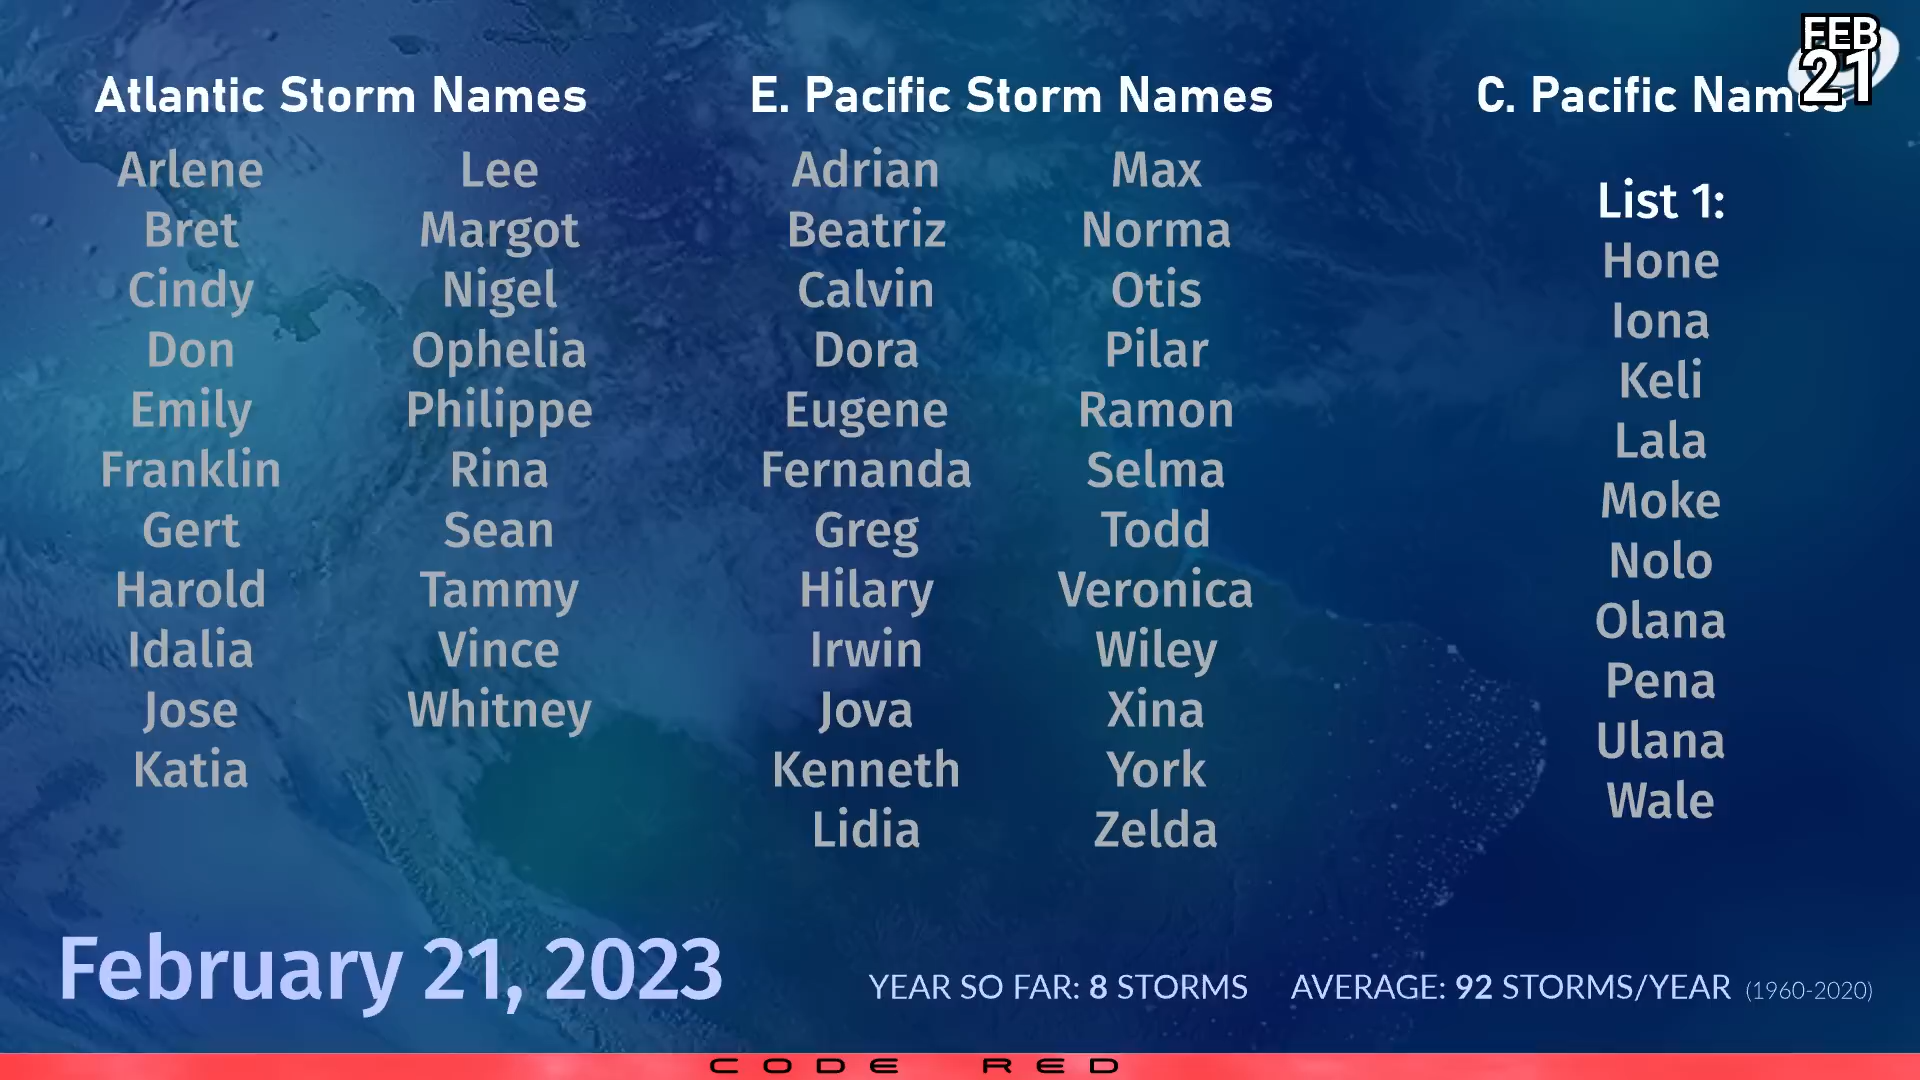 FEB
21
Atlantic Storm Names
Arlene
Bret
Cindy
Don
Emily
Franklin
Gert
Harold
Idalia
Jose
Katia
Lee
Margot
Nigel
Ophelia
Philippe
Rina
Sean
Tammy
Vince
Whitney
E. Pacific Storm Names
Adrian
Beatriz
Calvin
Dora
Eugene
Fernanda
Greg
Hilary
Irwin
Jova
Kenneth
Lidia
Max
Norma
Otis
Pilar
Ramon
Selma
Todd
Veronica
Wiley
Xina
York
Zelda
C. Pacific Names
List 1:
Hone
Iona
Keli
Lala
Moke
Nolo
Olana
Pena
Ulana
Wale
February 21, 2023
YEAR SO FAR: 8 STORMS AVERAGE: 92 STORMS/YEAR (1960-2020)
CODE RED